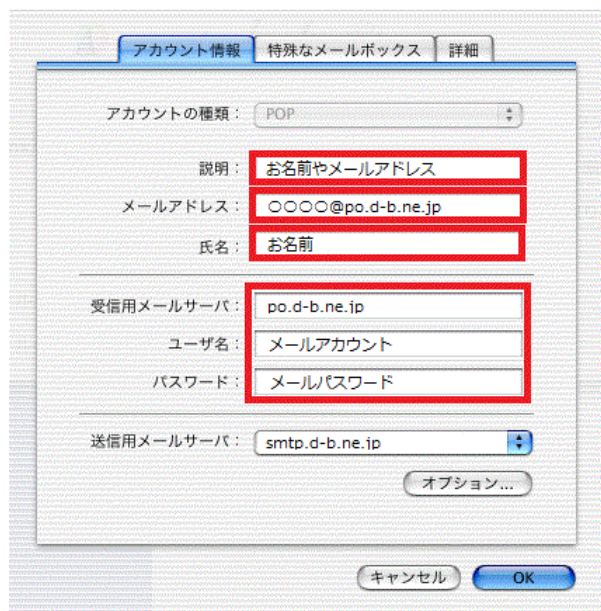 アカウント情報 特殊なメールボックス 詳細
アカウントの種類： POP
説明： お名前やメールアドレス
メールアドレス： ○○○○@po.d-b.ne.jp
氏名： お名前
受信用メールサーバ： po.d-b.ne.jp
ユーザ名： メールアカウント
パスワード： メールパスワード
送信用メールサーバ： smtp.d-b.ne.jp
オプション...
キャンセル OK